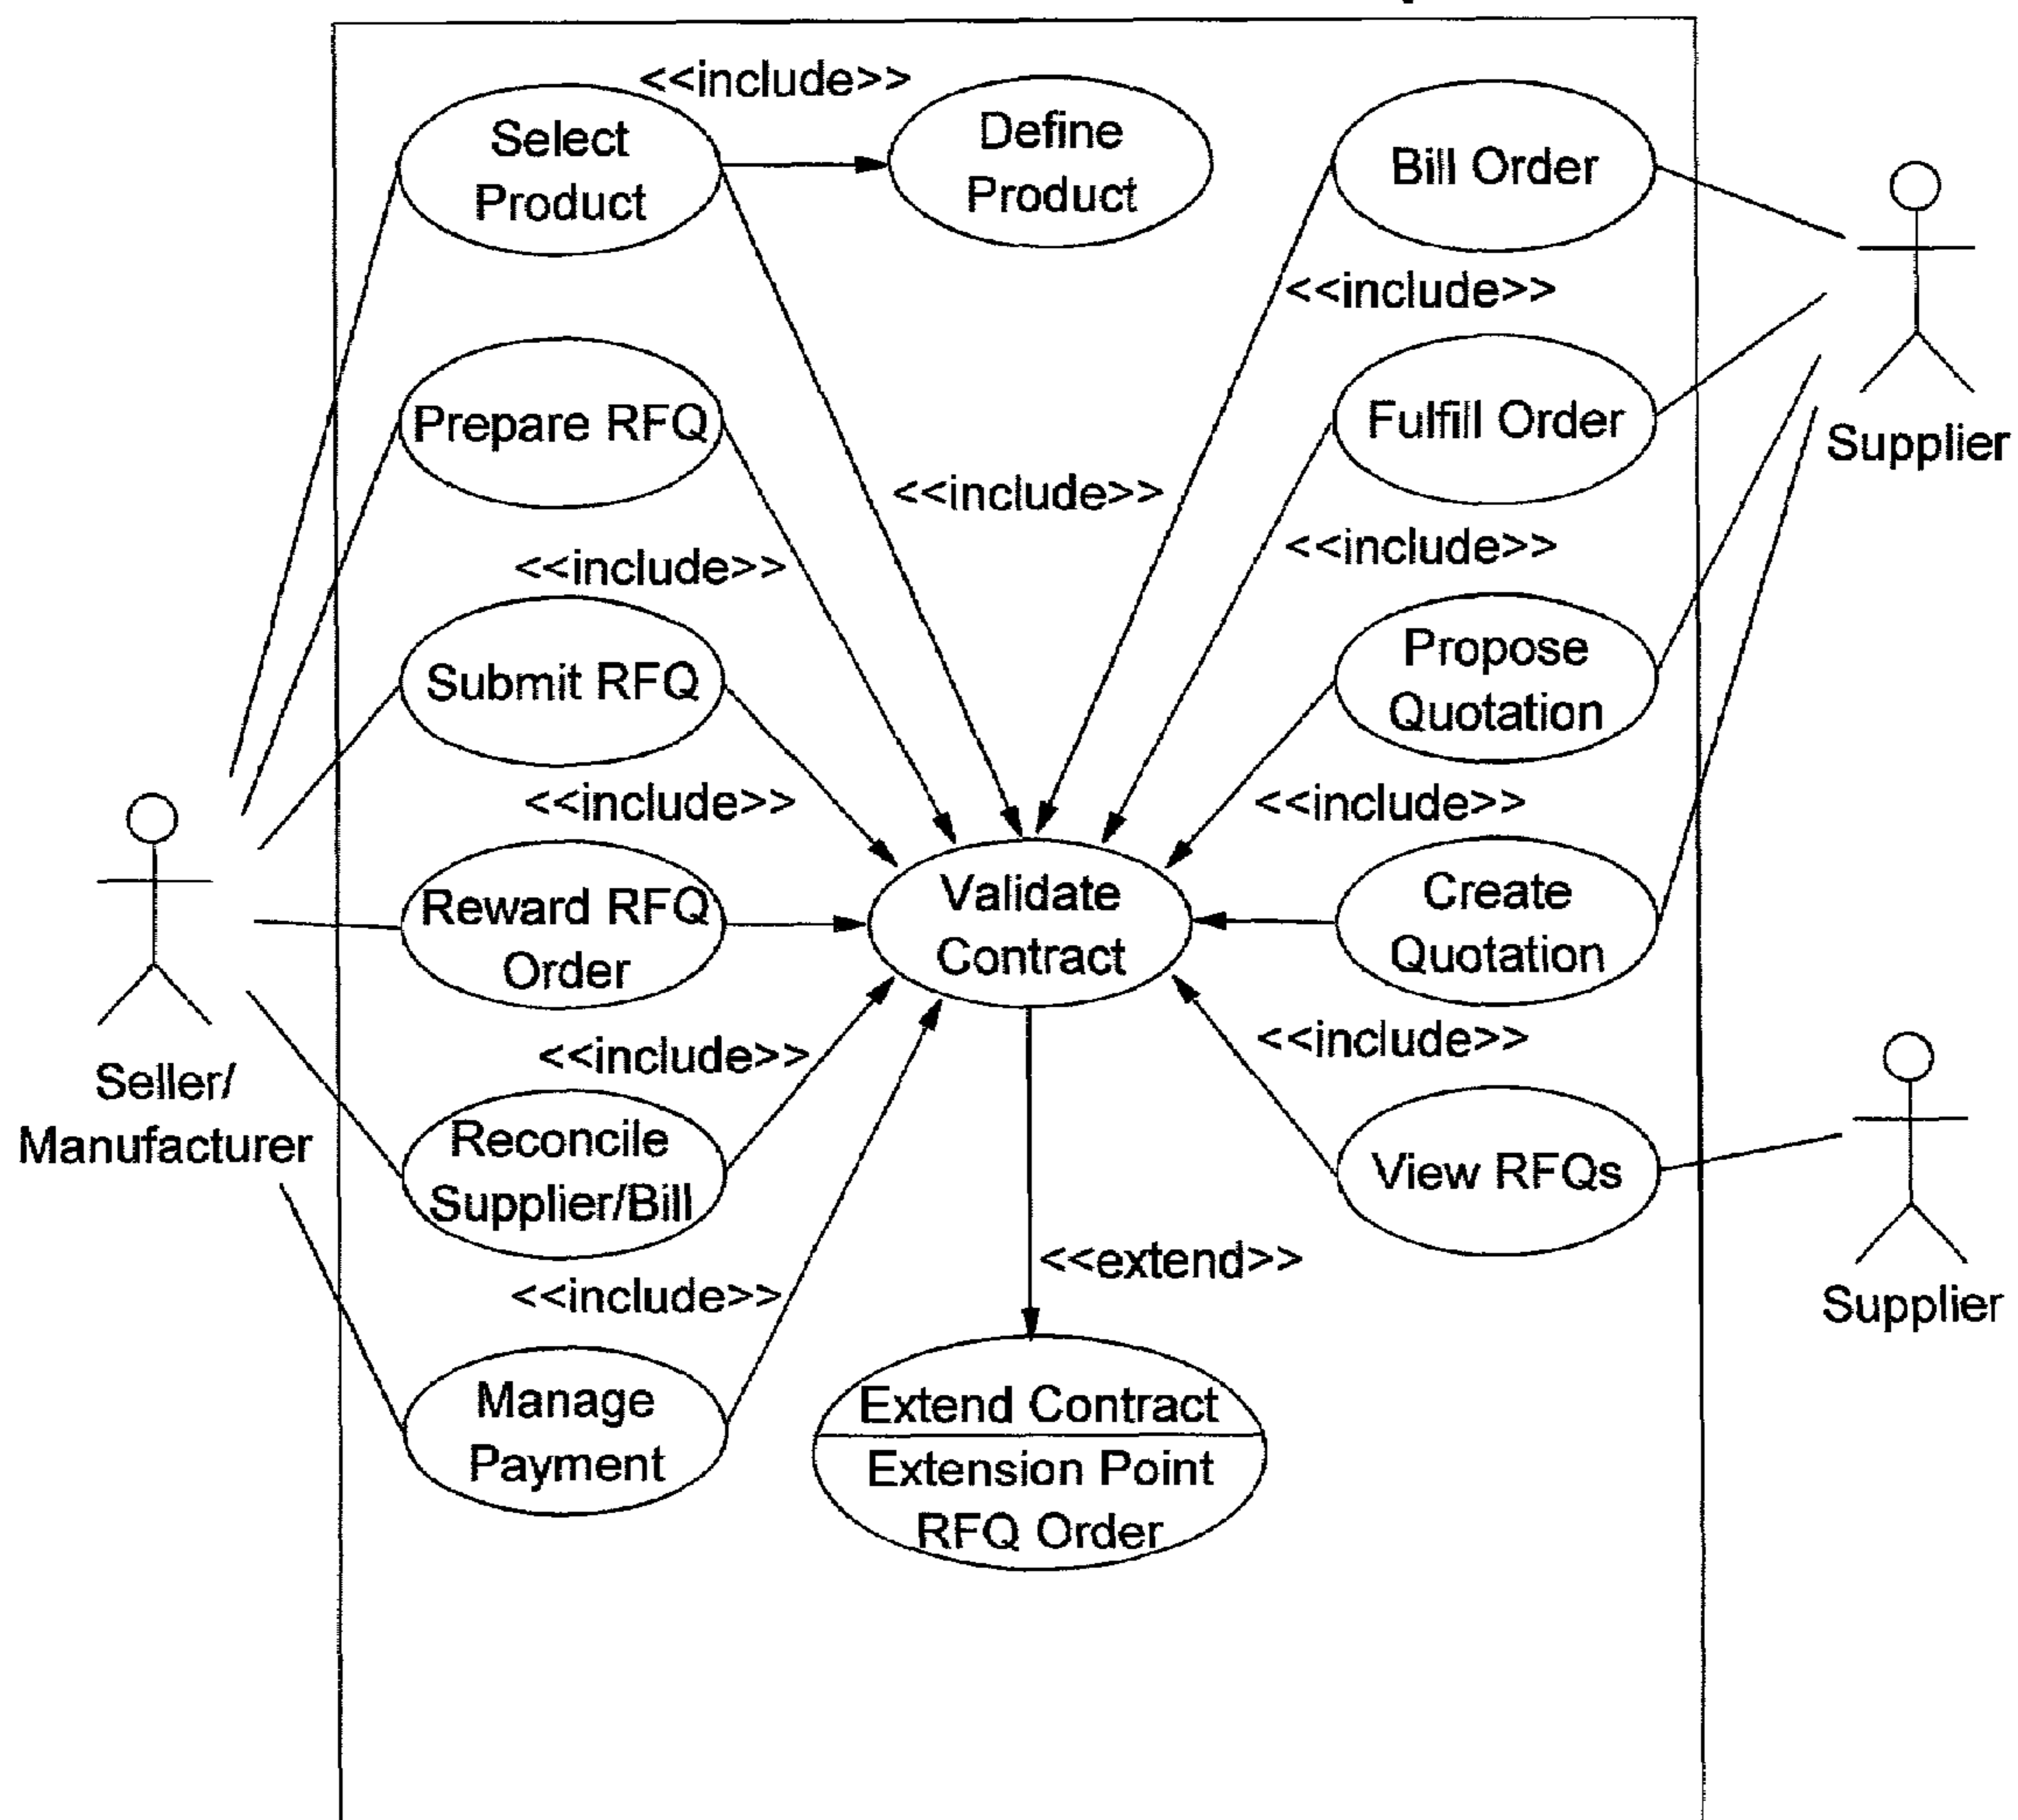 <<include>>
Select
Product
Define
Product
Bill Order
<<include>>
Prepare RFQ
Fulfill Order
Supplier
<<include>>
<<include>>
<<include>>
Submit RFQ
Propose
Quotation
<<include>>
<<include>>
Reward RFQ
Order
Validate
Contract
Create
Quotation
<<include>>
<<include>>
Seller/
Manufacturer
Reconcile
Supplier/Bill
View RFQs
<<extend>>
<<include>>
Supplier
Manage
Payment
Extend Contract
Extension Point
RFQ Order